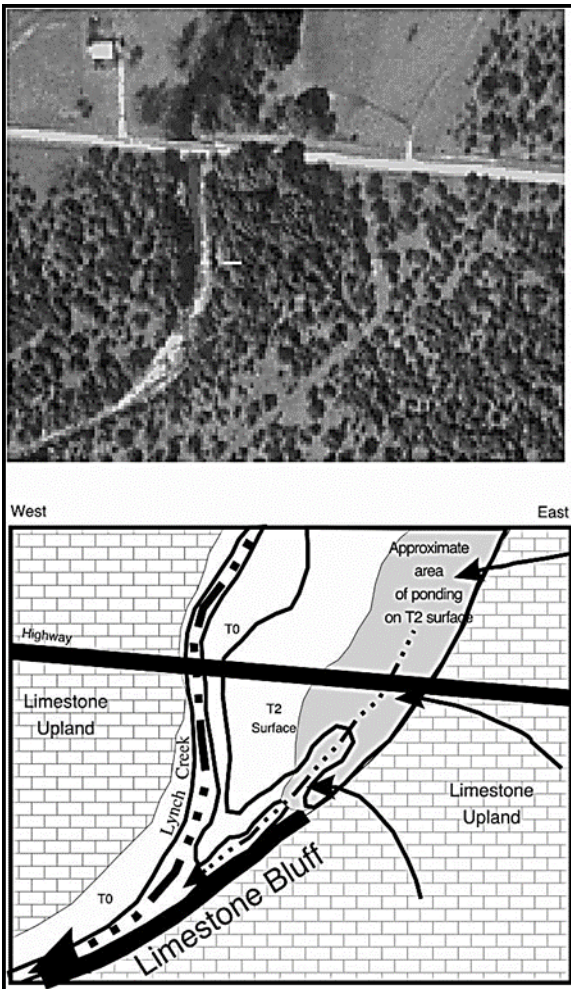 West
East
Approximate
area
of ponding
on T2 surface
T0
Highway
T2
Surface
Limestone
Upland
Lynch Creek
Limestone
Upland
T0
Limestone Bluff